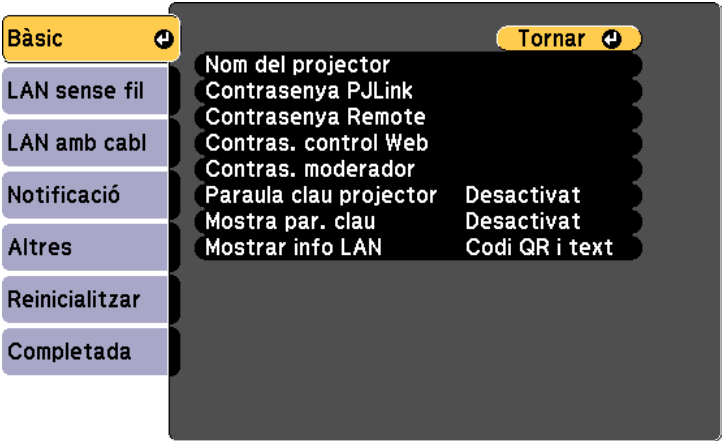 Bàsic
LAN sense fil
LAN amb cabl
Notificació
Altres
Reinicialitzar
Completada
Tornar
Nom del projector
Contrasenya PJLink
Contrasenya Remote
Contras. control Web
Contras. moderador
Paraula clau projector Desactivat
Mostra par. clau Desactivat
Mostrar info LAN Codi QR i text